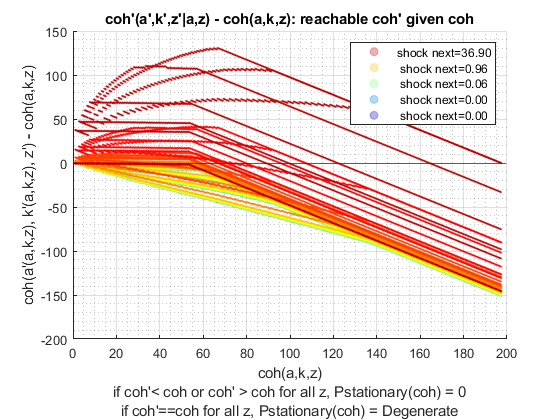 coh'(a',k',z'|a,z) - coh(a,k,z): reachable coh' given coh
150
100
50
0
-50
-100
-150
-200
coh(a'(a,k,z), k'(a,k,z), z') - coh(a,k,z)
shock next=36.90
shock next=0.96
shock next=0.06
shock next=0.00
shock next=0.00
0 20 40 60 80 100 120 140 160 180 200
coh(a,k,z)
if coh'< coh or coh' > coh for all z, Pstationary(coh) = 0
if coh'==coh for all z, Pstationary(coh) = Degenerate